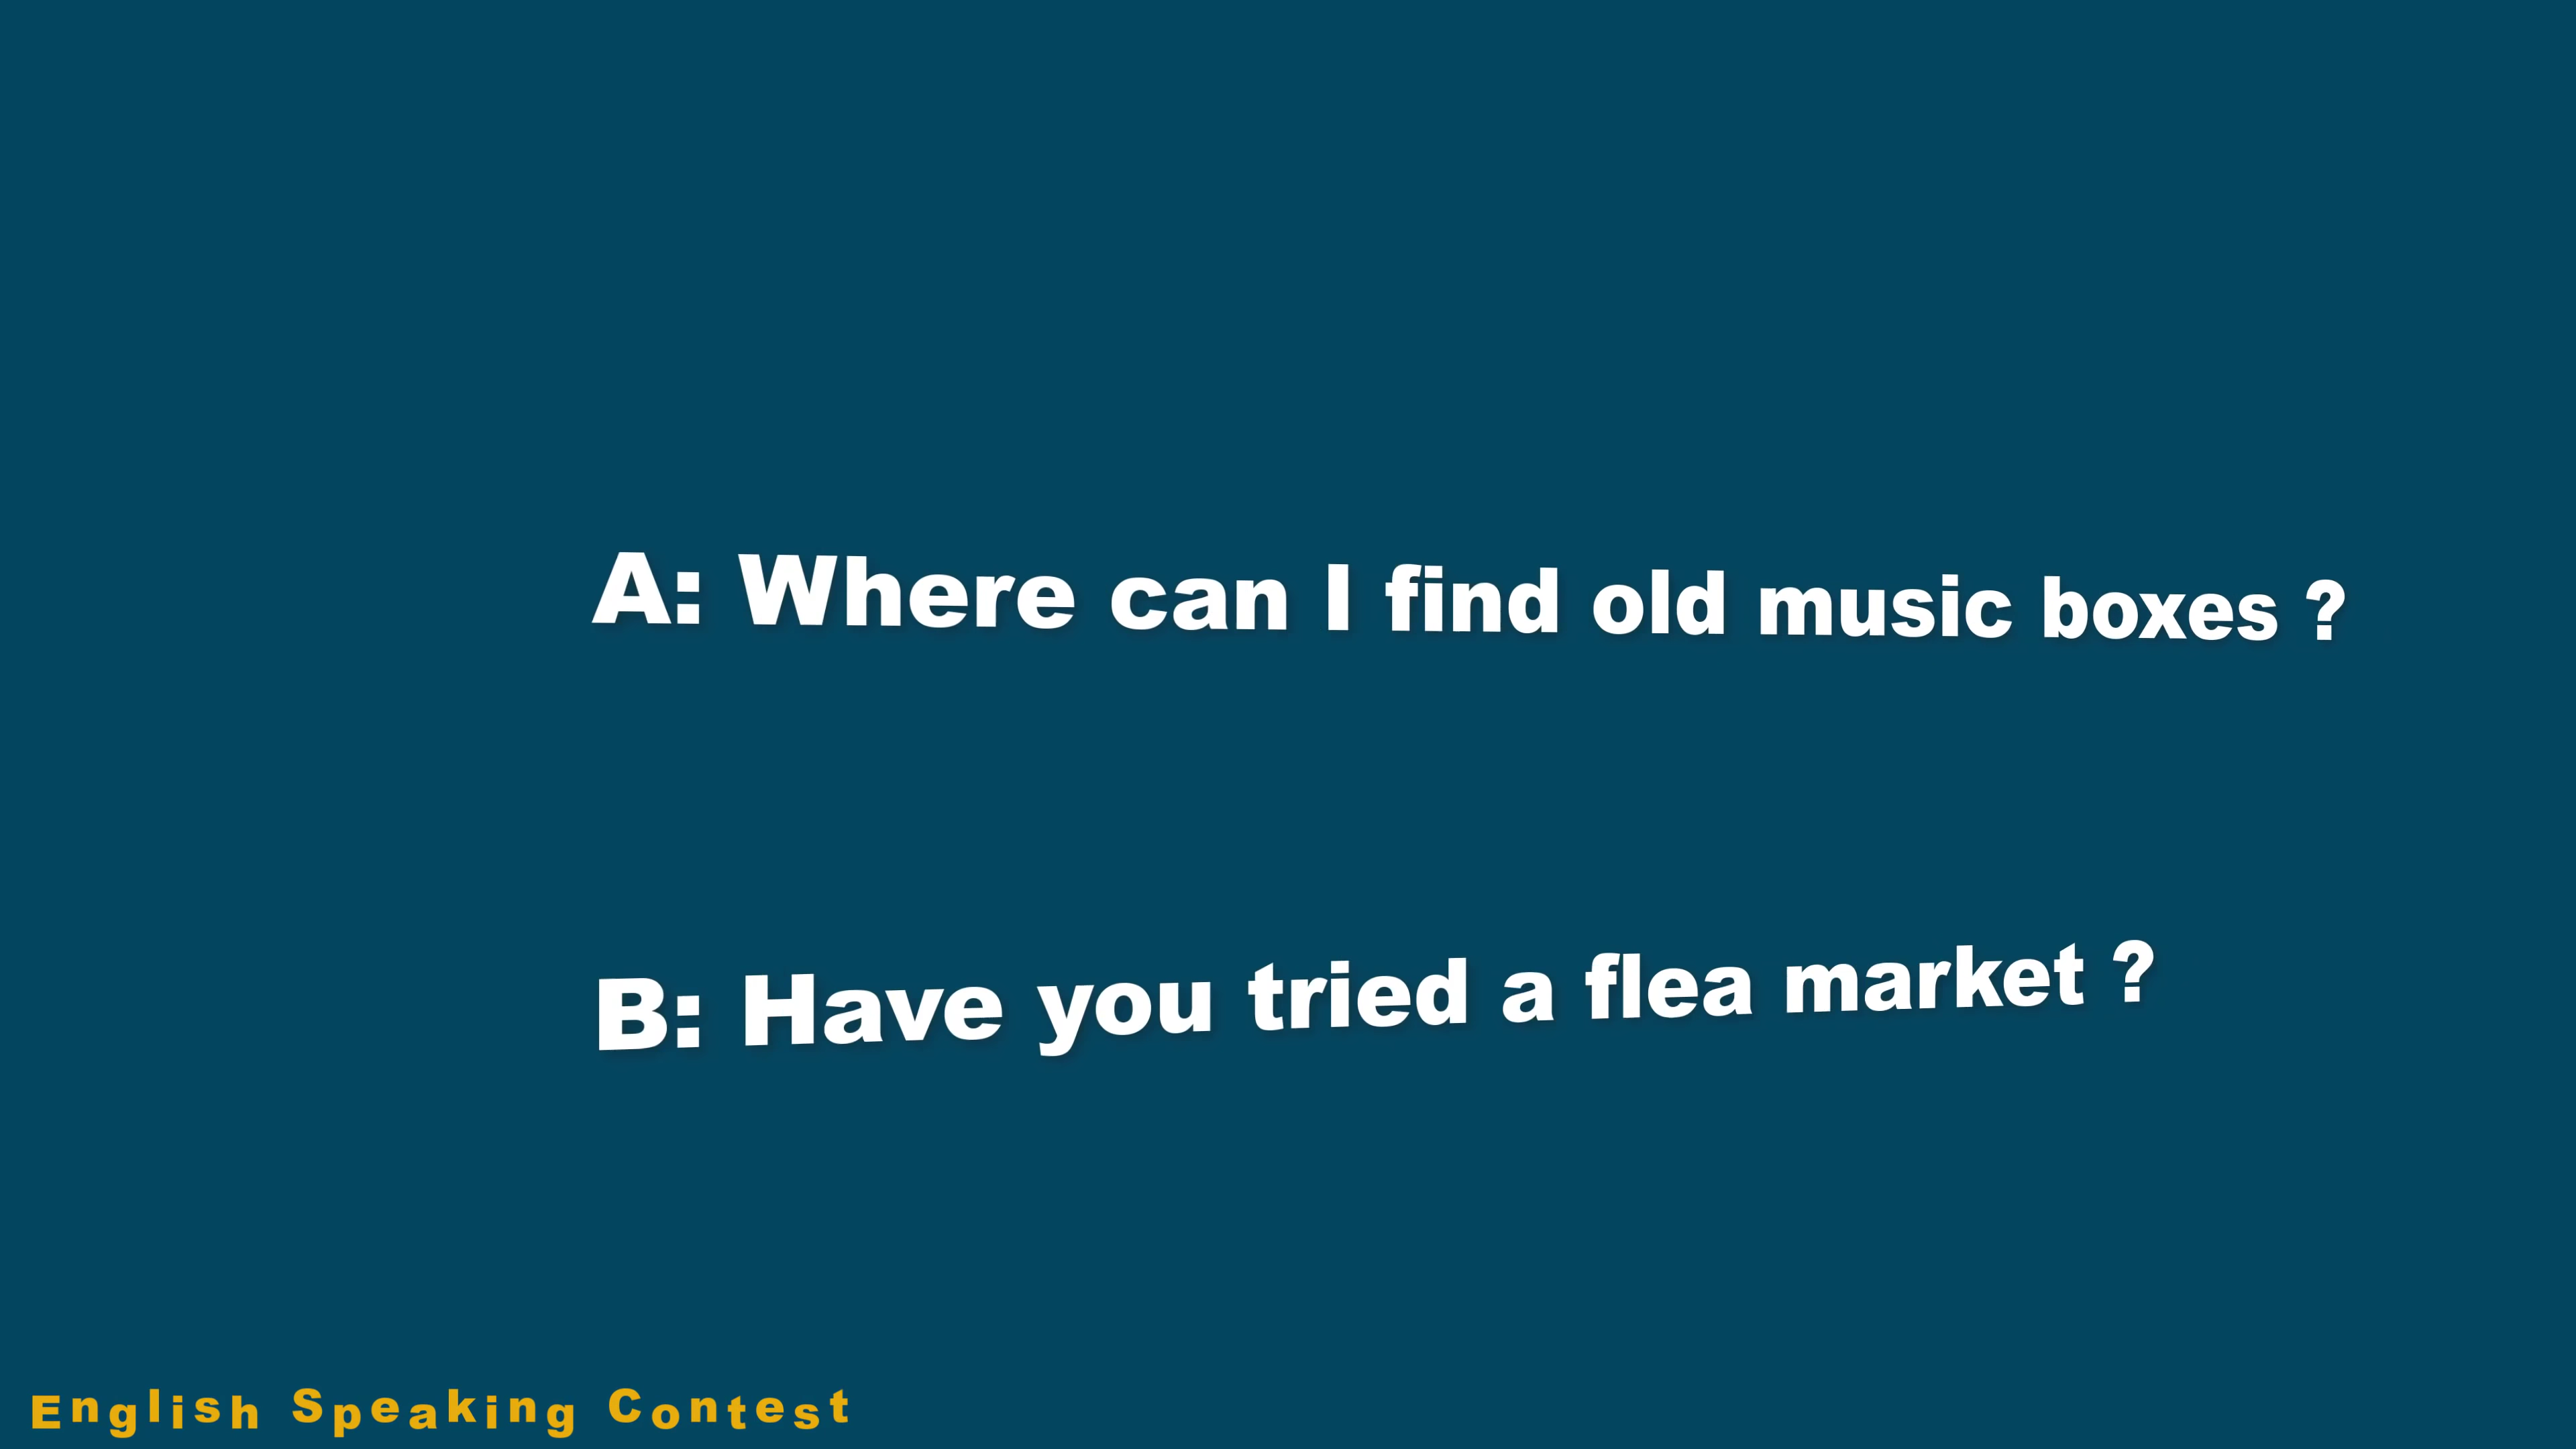 A: Where can I find old music boxes ?
B: Have you tried a flea market ?
English Speaking Contest